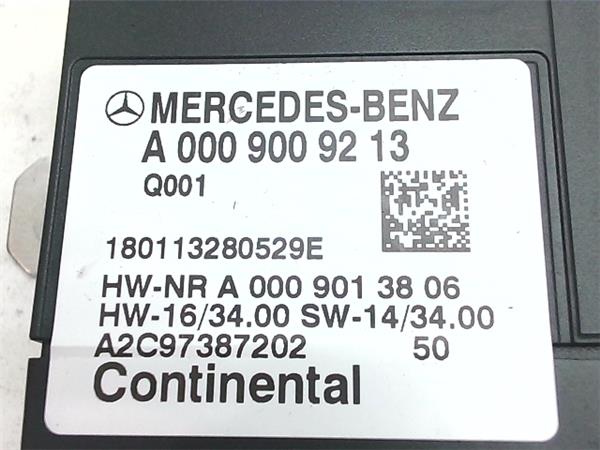 MERCEDES-BENZ
A 000 900 92 13
Q001
180113280529E
HW-NR A 000 901 38 06
HW-16/34.00 SW-14/34.00
A2C97387202 50
Continental